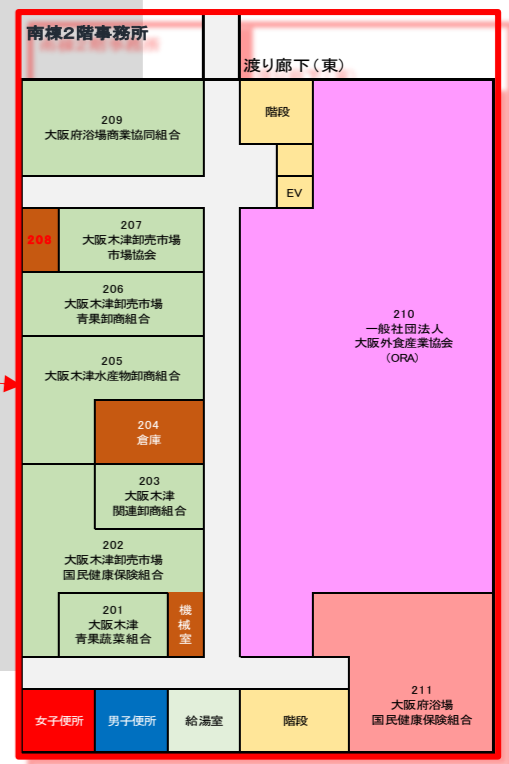 南棟2階事務所
渡り廊下(東)
209
大阪府浴場商業協同組合
階段
EV
208
207
大阪木津卸売市場
市場協会
206
大阪木津卸売市場
青果卸商組合
210
一般社団法人
大阪外食産業協会
(ORA)
205
大阪木津水産物卸商組合
204
倉庫
203
大阪木津
関連卸商組合
202
大阪木津卸売市場
国民健康保険組合
201
大阪木津
青果蔬菜組合
機
械
室
211
大阪府浴場
国民健康保険組合
女子便所
男子便所
給湯室
階段